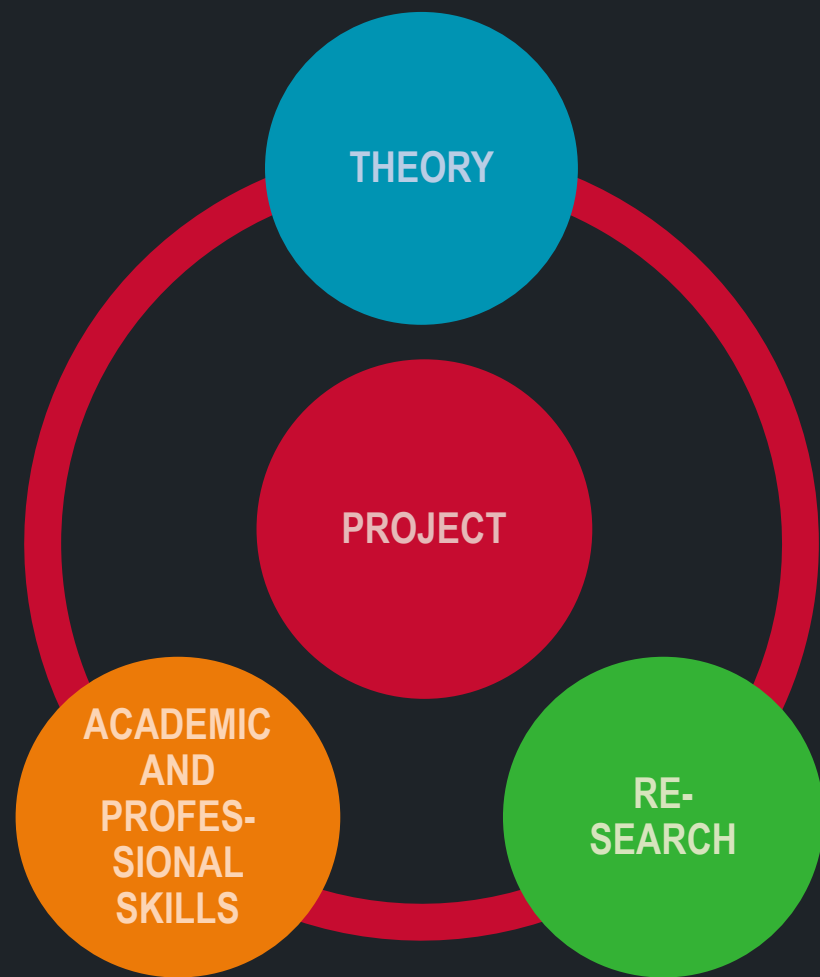 THEORY
PROJECT
ACADEMIC
AND
PROFES-
SIONAL
SKILLS
RE-
SEARCH